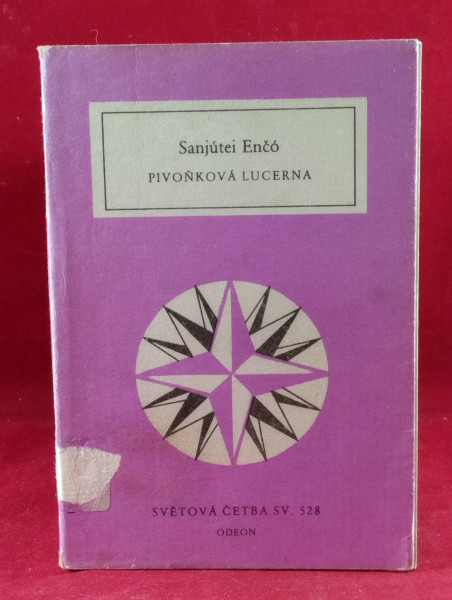 Sanjútei Enčó
PIVOŇKOVÁ LUCERNA
SVĚTOVÁ ČETBA SV. 528
ODEON